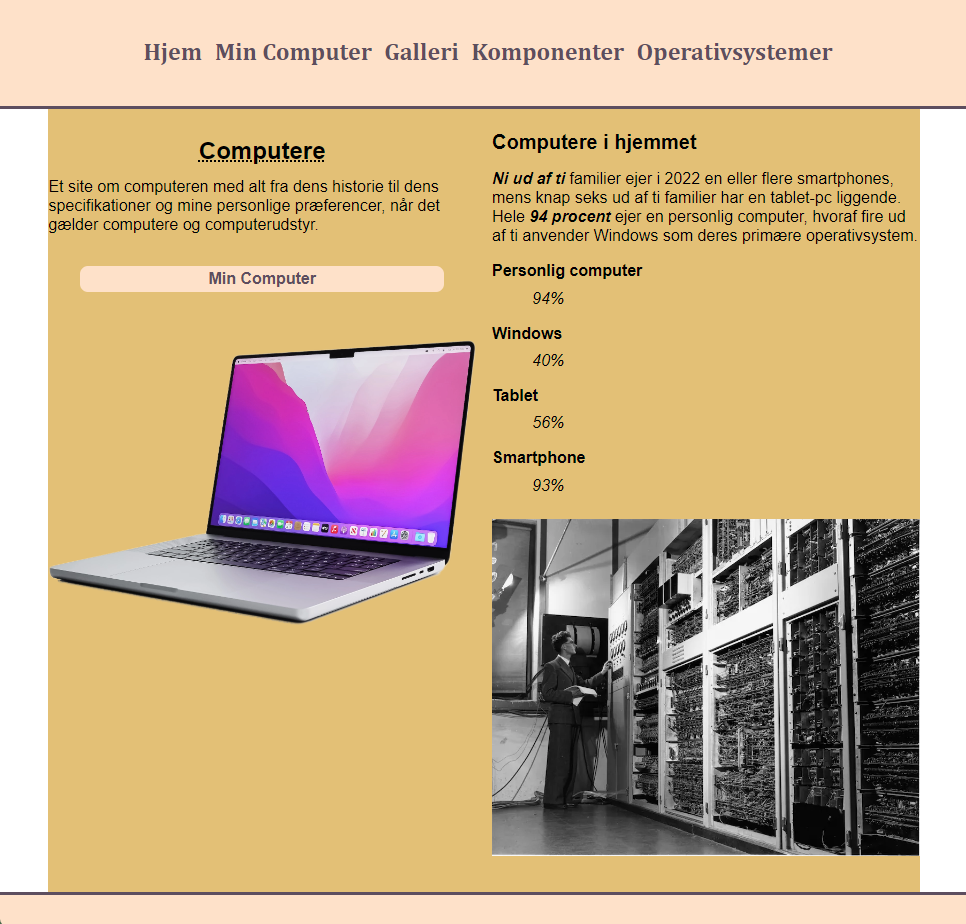 Hjem Min Computer Galleri Komponenter Operativsystemer
Computere
Et site om computeren med alt fra dens historie til dens
specifikationer og mine personlige præferencer, når det
gælder computere og computerudstyr.
Min Computer
Computere i hjemmet
Ni ud af ti familier ejer i 2022 en eller flere smartphones,
mens knap seks ud af ti familier har en tablet-pc liggende.
Hele 94 procent ejer en personlig computer, hvoraf fire ud
af ti anvender Windows som deres primære operativsystem.
Personlig computer
94%
Windows
40%
Tablet
56%
Smartphone
93%